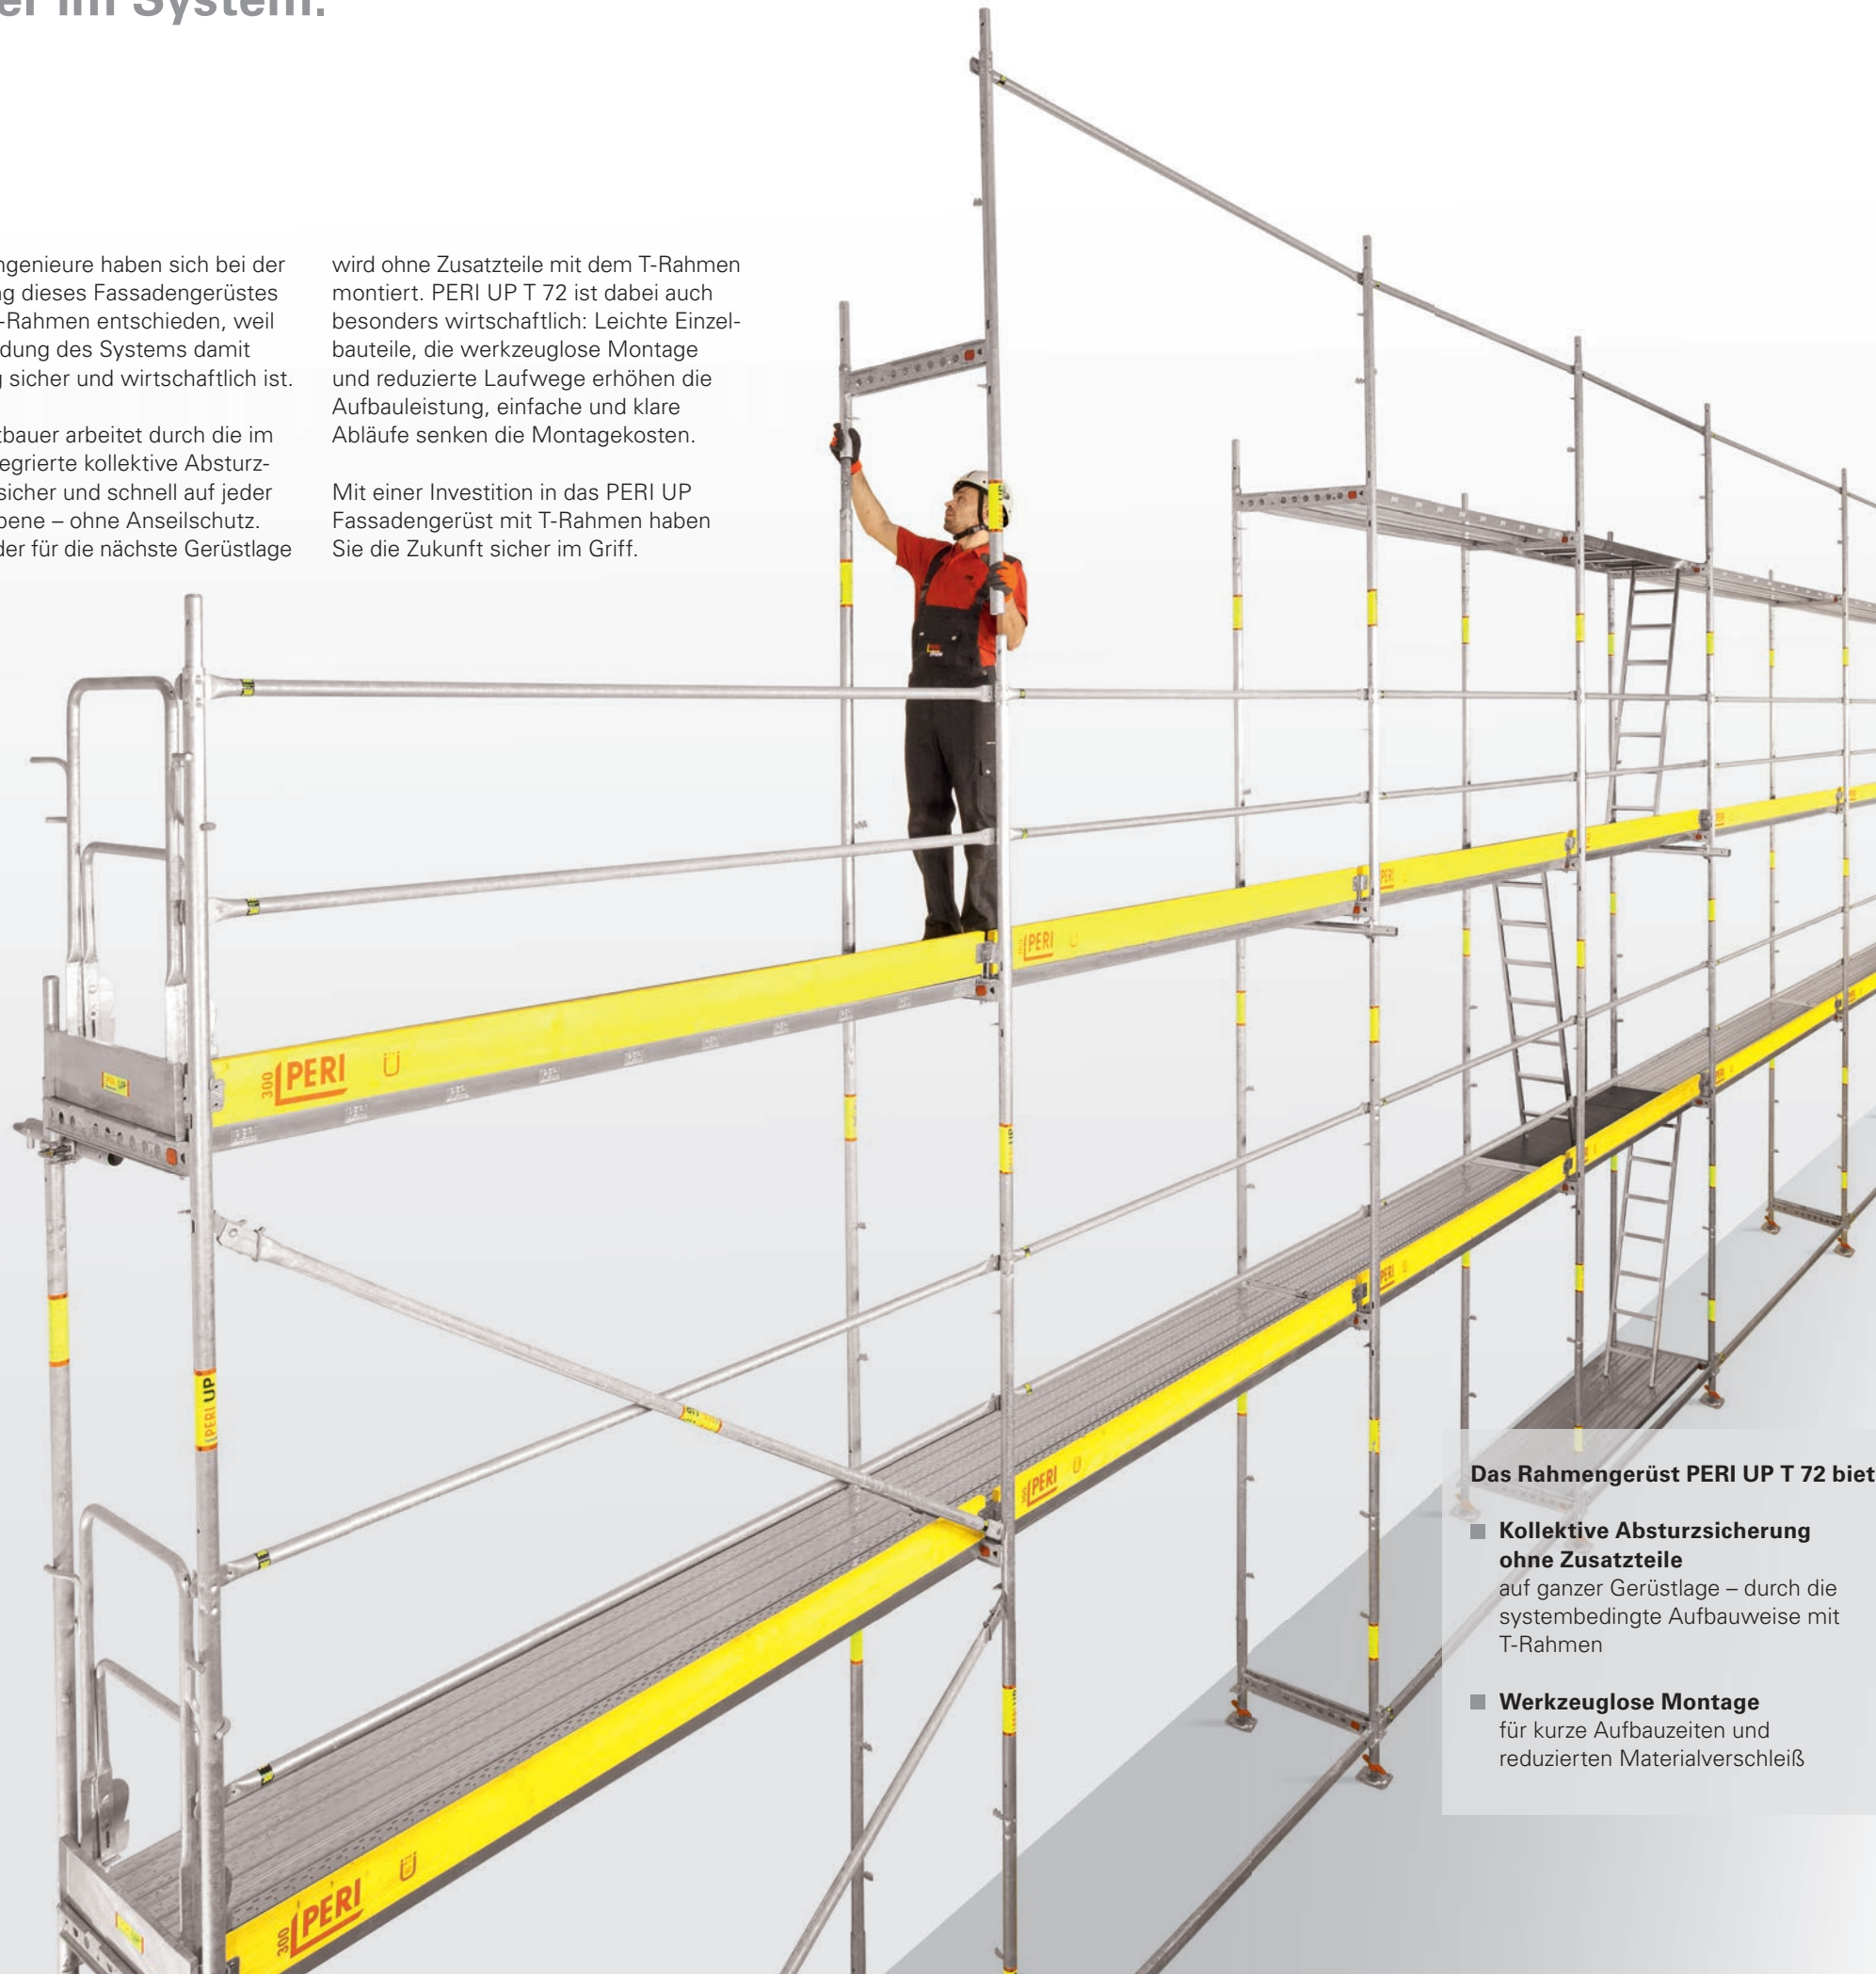 er im System.
ngenieure haben sich bei der
g dieses Fassadengerüstes
-Rahmen entschieden, weil
dung des Systems damit
g sicher und wirtschaftlich ist.
tbauer arbeitet durch die im
egrierte kollektive Absturz-
sicher und schnell auf jeder
bene – ohne Anseilschutz.
der für die nächste Gerüstlage
wird ohne Zusatzteile mit dem T-Rahmen
montiert. PERI UP T 72 ist dabei auch
besonders wirtschaftlich: Leichte Einzel-
bauteile, die werkzeuglose Montage
und reduzierte Laufwege erhöhen die
Aufbauleistung, einfache und klare
Abläufe senken die Montagekosten.
Mit einer Investition in das PERI UP
Fassadengerüst mit T-Rahmen haben
Sie die Zukunft sicher im Griff.
PERI
PERI
300 PERI Ü
PERI UP
PERI
PERI Ü
300 PERI Ü
Das Rahmengerüst PERI UP T 72 biet
Kollektive Absturzsicherung
ohne Zusatzteile
auf ganzer Gerüstlage – durch die
systembedingte Aufbauweise mit
T-Rahmen
Werkzeuglose Montage
für kurze Aufbauzeiten und
reduzierten Materialverschleiß